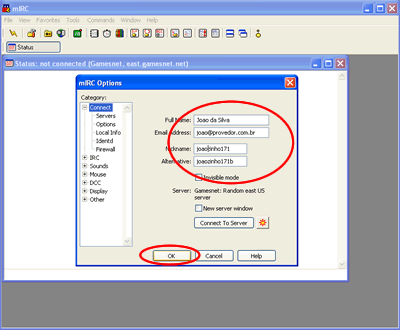 mIRC
File View Favorites Tools Commands Window Help
Status
Status: not connected (Gamesnet, east.gamesnet.net)
mIRC Options
Category:
Connect
Servers
Options
Local Info
Identd
Firewall
IRC
Sounds
Mouse
DCC
Display
Other
Full Name: Joao da Silva
Email Address: joao@provedor.com.br
Nickname: joaozinho171
Alternative: joaozinho171b
Invisible mode
Server: Gamesnet: Random east US
server
New server window
Connect To Server
OK Cancel Help